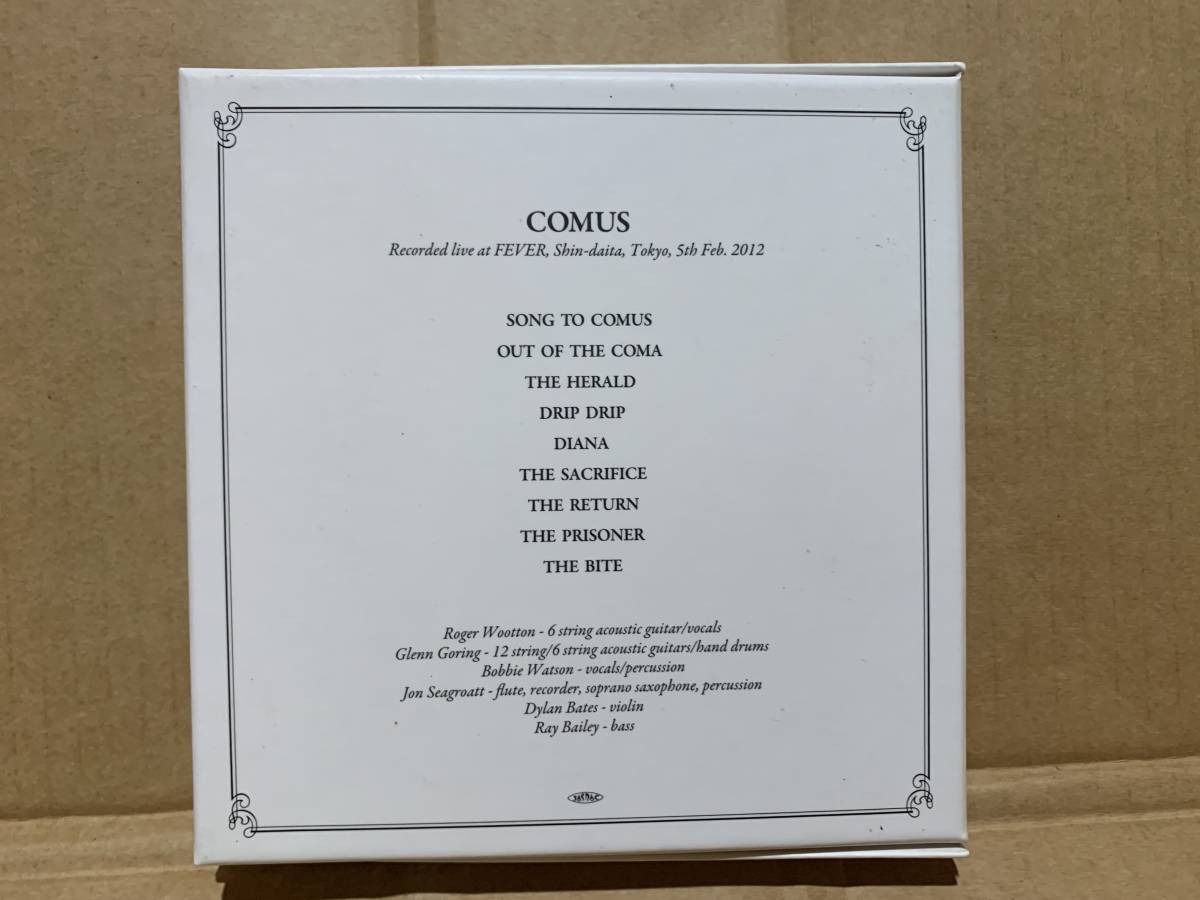 COMUS
Recorded live at FEVER, Shin-daita, Tokyo, 5th Feb. 2012
SONG TO COMUS
OUT OF THE COMA
THE HERALD
DRIP DRIP
DIANA
THE SACRIFICE
THE RETURN
THE PRISONER
THE BITE
Roger Wootton - 6 string acoustic guitar/vocals
Glenn Goring - 12 string/6 string acoustic guitars/hand drums
Bobbie Watson - vocals/percussion
Jon Seagroatt - flute, recorder, soprano saxophone, percussion
Dylan Bates - violin
Ray Bailey - bass
JASRAC